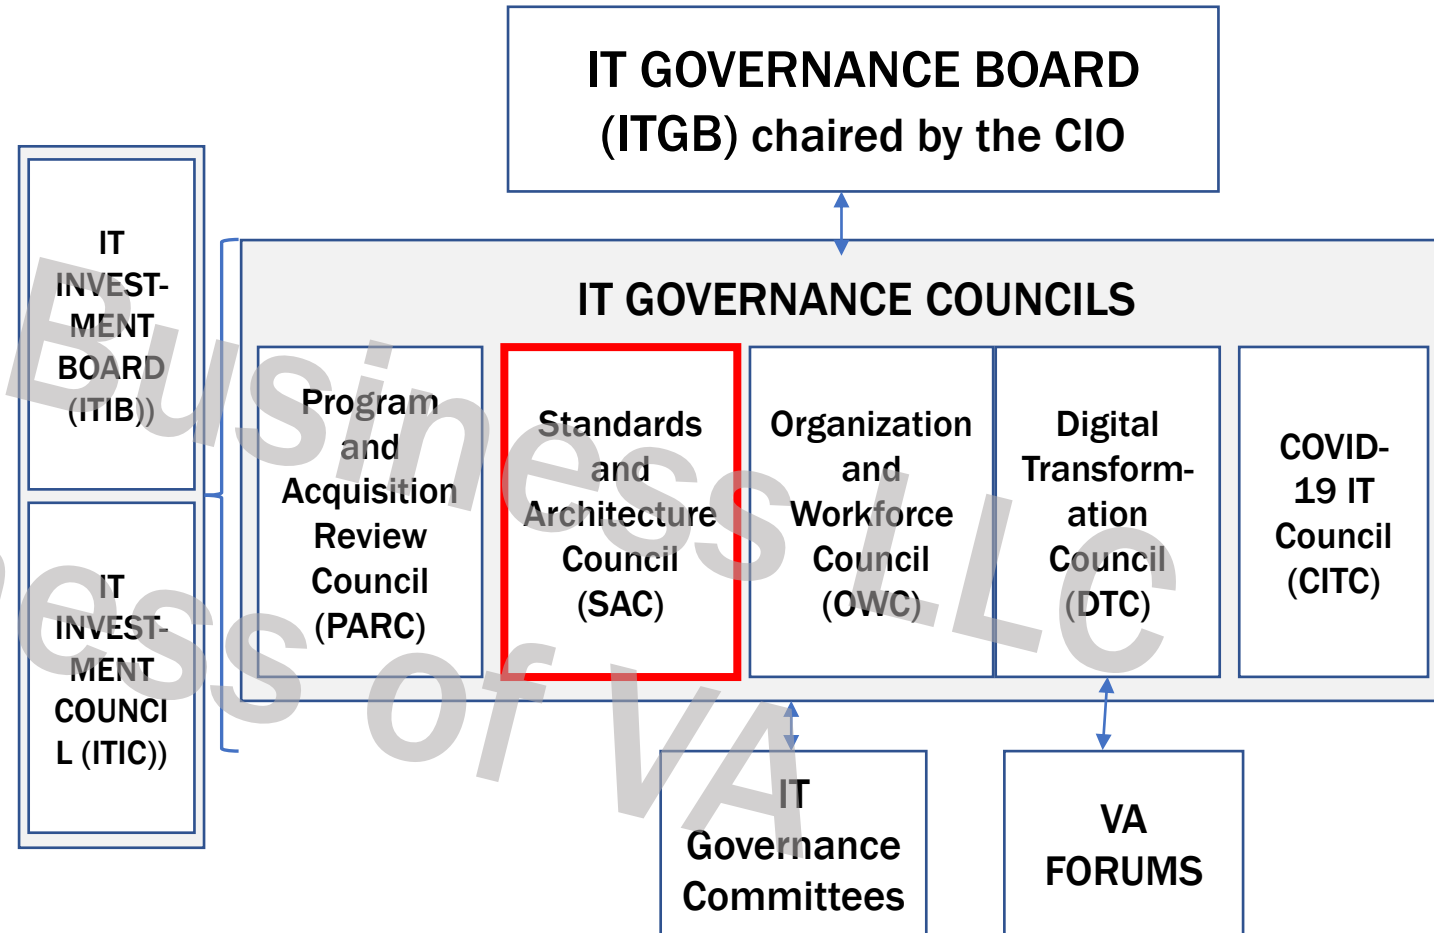 IT GOVERNANCE BOARD
(ITGB) chaired by the CIO
IT
INVEST-
MENT
BOARD
(ITIB))
IT
INVEST-
MENT
COUNCI
L (ITIC))
IT GOVERNANCE COUNCILS
Program
and
Acquisition
Review
Council
(PARC)
Standards
and
Architecture
Council
(SAC)
Organization
and
Workforce
Council
(OWC)
Digital
Transform-
ation
Council
(DTC)
COVID-
19 IT
Council
(CITC)
IT
Governance
Committees
VA
FORUMS
Business LLC
of VA